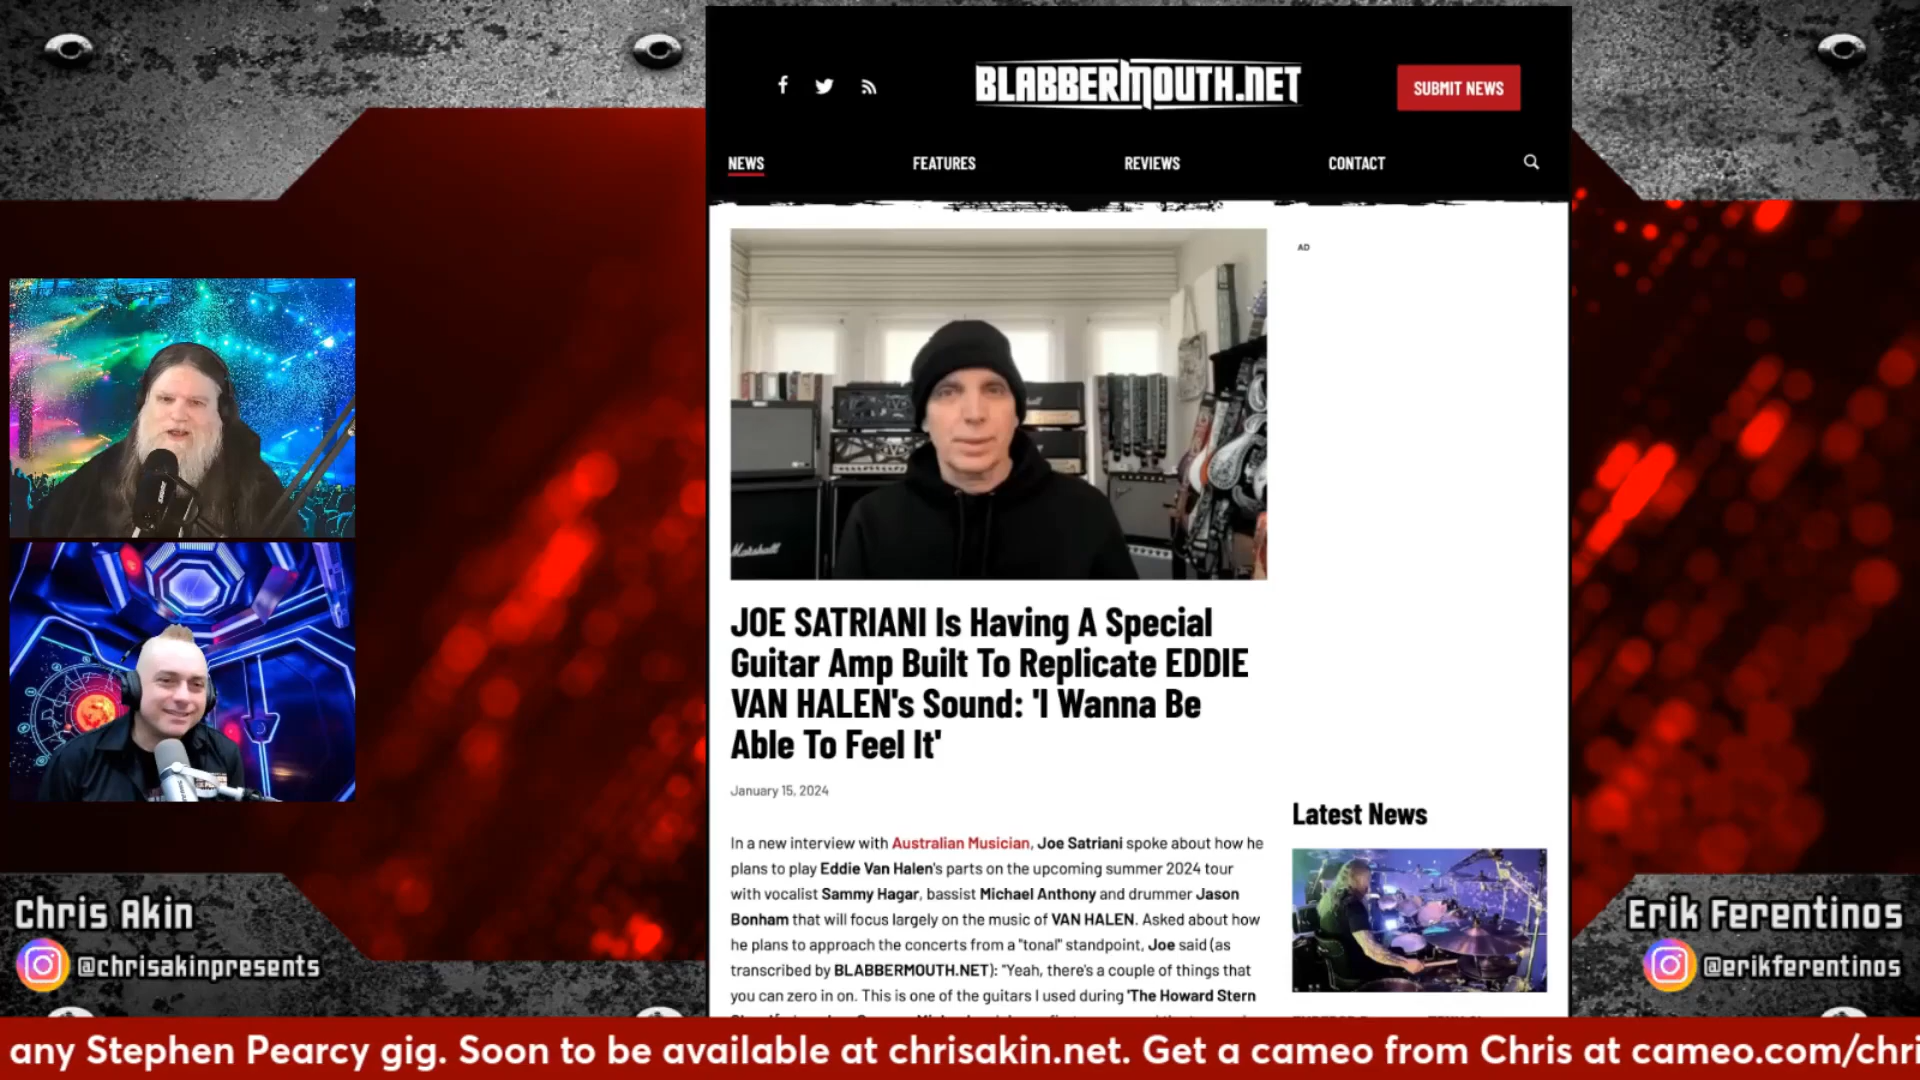 BLABBERMOUTH.NET
SUBMIT NEWS
NEWS
FEATURES
REVIEWS
CONTACT
AD
Marshall
JOE SATRIANI Is Having A Special
Guitar Amp Built To Replicate EDDIE
VAN HALEN's Sound: 'I Wanna Be
Able To Feel It'
January 15, 2024
In a new interview with Australian Musician, Joe Satriani spoke about how he
plans to play Eddie Van Halen's parts on the upcoming summer 2024 tour
with vocalist Sammy Hagar, bassist Michael Anthony and drummer Jason
Bonham that will focus largely on the music of VAN HALEN. Asked about how
he plans to approach the concerts from a "tonal" standpoint, Joe said (as
transcribed by BLABBERMOUTH.NET): "Yeah, there's a couple of things that
you can zero in on. This is one of the guitars I used during 'The Howard Stern
Latest News
Chris Akin
@chrisakinpresents
Erik Ferentinos
@erikferentinos
any Stephen Pearcy gig. Soon to be available at chrisakin.net. Get a cameo from Chris at cameo.com/chri